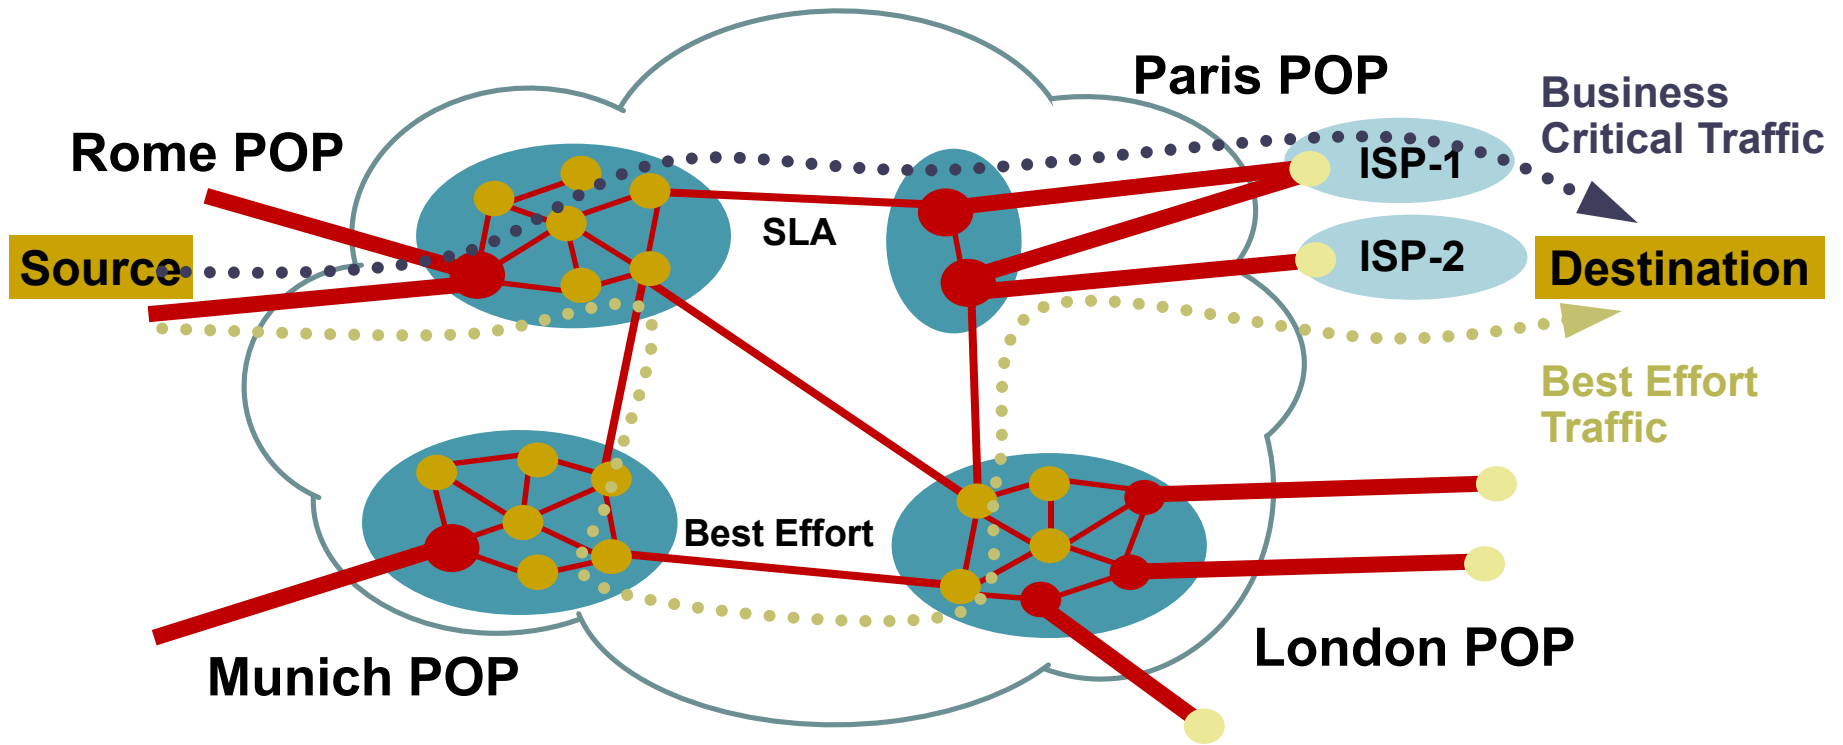 Paris POP
Business
Critical Traffic
Rome POP
ISP-1
SLA
Source
ISP-2
Destination
Best Effort
Traffic
Best Effort
London POP
Munich POP